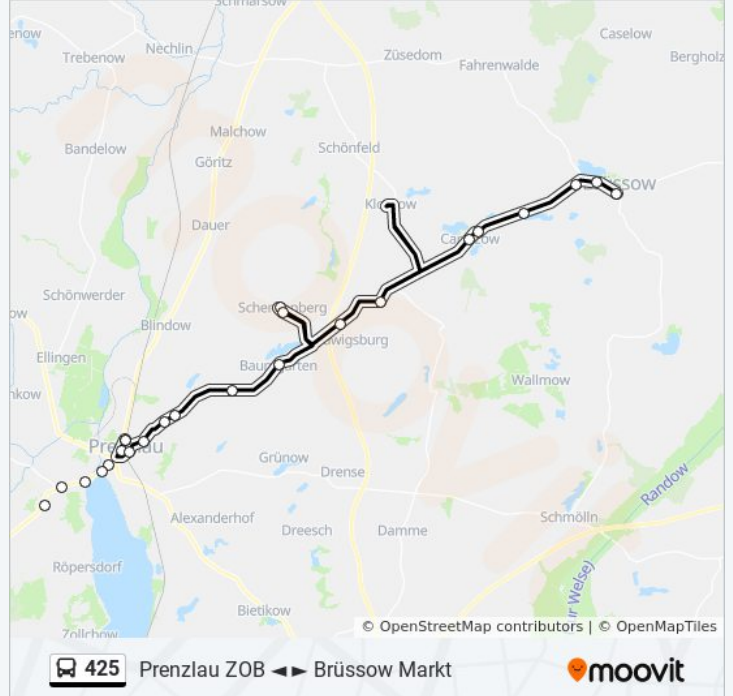 Schmarsow
Nechlin
Trebenow
Züsedom
Caselow
Fahrenwalde
Bergholz
Malchow
Bandelow
Göritz
Schönfeld
Dauer
Schönwerder
Blindow
Ellingen
Wallmow
Grünow
Drense
Randow
Alexanderhof
Schmölln
Dreesch
Damme
Röpersdorf
Bietikow
Zollchow
© OpenStreetMap contributors | © OpenMapTiles
425 Prenzlau ZOB ◄► Brüssow Markt
moovit